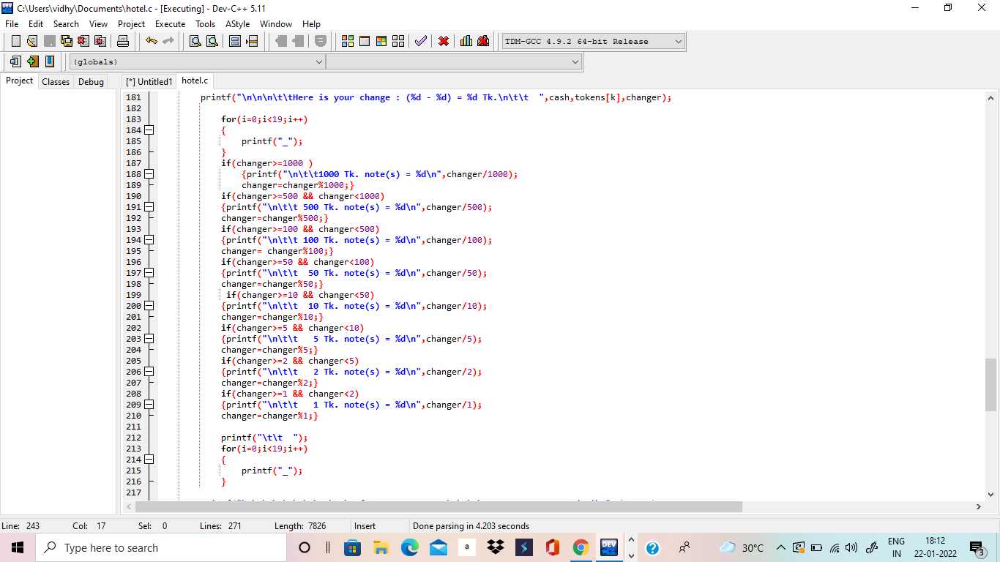 C:\Users\vidhy\Documents\hotel.c - [Executing] - Dev-C++ 5.11
File Edit Search View Project Execute Tools AStyle Window Help
TDM-GCC 4.9.2 64-bit Release
(globals)
Project Classes Debug [*] Untitled1 hotel.c
181 printf("\n\n\n\t\tHere is your change : (%d - %d) = %d Tk.\n\t\t  ",cash,tokens[k],changer);
182
183 for(i=0;i<19;i++)
184 {
185 printf("_");
186 }
187 if(changer>=1000 )
188 {printf("\n\t\t1000 Tk. note(s) = %d\n",changer/1000);
189 changer=changer%1000;}
190 if(changer>=500 && changer<1000)
191 {printf("\n\t\t 500 Tk. note(s) = %d\n",changer/500);
192 changer=changer%500;}
193 if(changer>=100 && changer<500)
194 {printf("\n\t\t 100 Tk. note(s) = %d\n",changer/100);
195 changer= changer%100;}
196 if(changer>=50 && changer<100)
197 {printf("\n\t\t  50 Tk. note(s) = %d\n",changer/50);
198 changer=changer%50;}
199 if(changer>=10 && changer<50)
200 {printf("\n\t\t  10 Tk. note(s) = %d\n",changer/10);
201 changer=changer%10;}
202 if(changer>=5 && changer<10)
203 {printf("\n\t\t   5 Tk. note(s) = %d\n",changer/5);
204 changer=changer%5;}
205 if(changer>=2 && changer<5)
206 {printf("\n\t\t   2 Tk. note(s) = %d\n",changer/2);
207 changer=changer%2;}
208 if(changer>=1 && changer<2)
209 {printf("\n\t\t   1 Tk. note(s) = %d\n",changer/1);
210 changer=changer%1;}
211
212 printf("\t\t  ");
213 for(i=0;i<19;i++)
214 {
215 printf("_");
216 }
217
Line: 243 Col: 17 Sel: 0 Lines: 271 Length: 7826 Insert Done parsing in 4.203 seconds
Type here to search
a
DEV
30°C
ENG
IN
18:12
22-01-2022
3